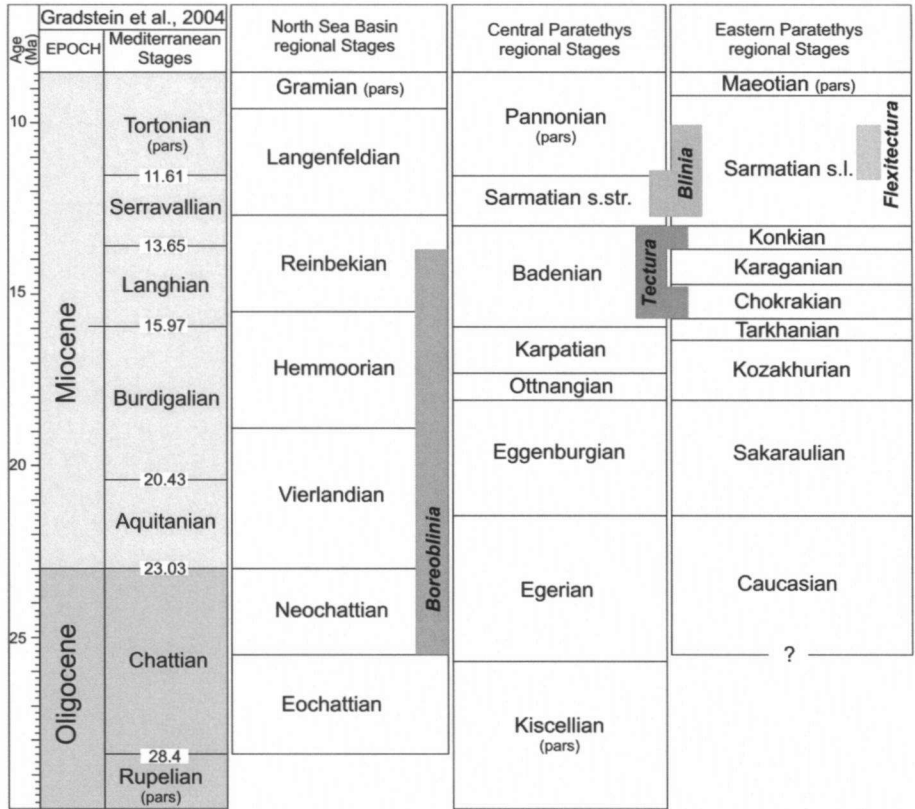 Gradstein et al., 2004
Age
(Ma)
EPOCH
Mediterranean
Stages
North Sea Basin
regional Stages
Central Paratethys
regional Stages
Eastern Paratethys
regional Stages
10
15
20
25
Miocene
Oligocene
Tortonian
(pars)
11.61
Serravallian
13.65
Langhian
15.97
Burdigalian
20.43
Aquitanian
23.03
Chattian
28.4
Rupelian
(pars)
Gramian (pars)
Langenfeldian
Reinbekian
Hemmoorian
Vierlandian
Neochattian
Eochattian
Boreoblinia
Pannonian
(pars)
Sarmatian s.str.
Badenian
Karpatian
Ottnangian
Eggenburgian
Egerian
Kiscellian
(pars)
Tectura
Blinia
Maeotian (pars)
Sarmatian s.l.
Flexitectura
Konkian
Karaganian
Chokrakian
Tarkhanian
Kozakhurian
Sakaraulian
Caucasian
?